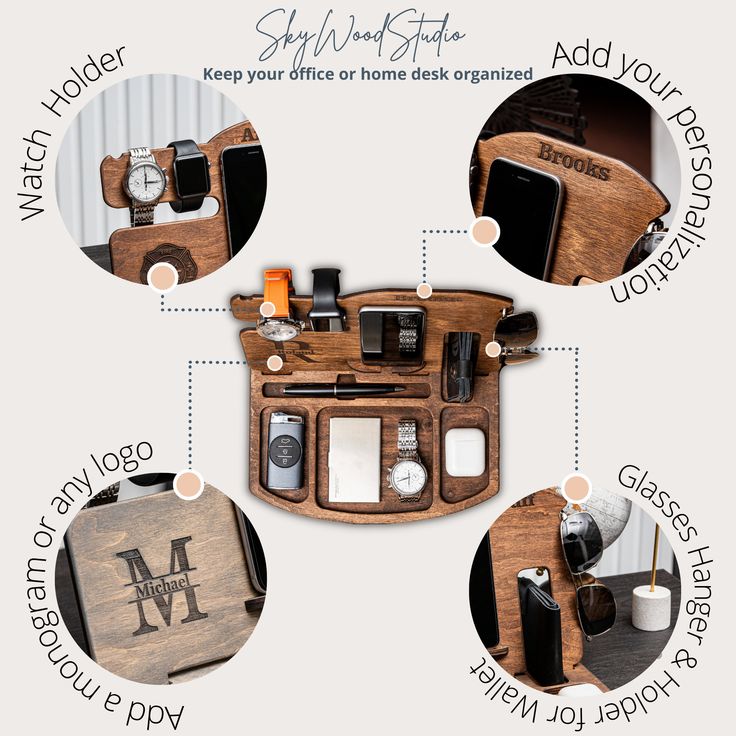 SkyWoodStudio
Keep your office or home desk organized
Watch Holder
Add your personalization
Brooks
Add a monogram or any logo
M
Michael
Glasses Hanger & Holder for Wallet